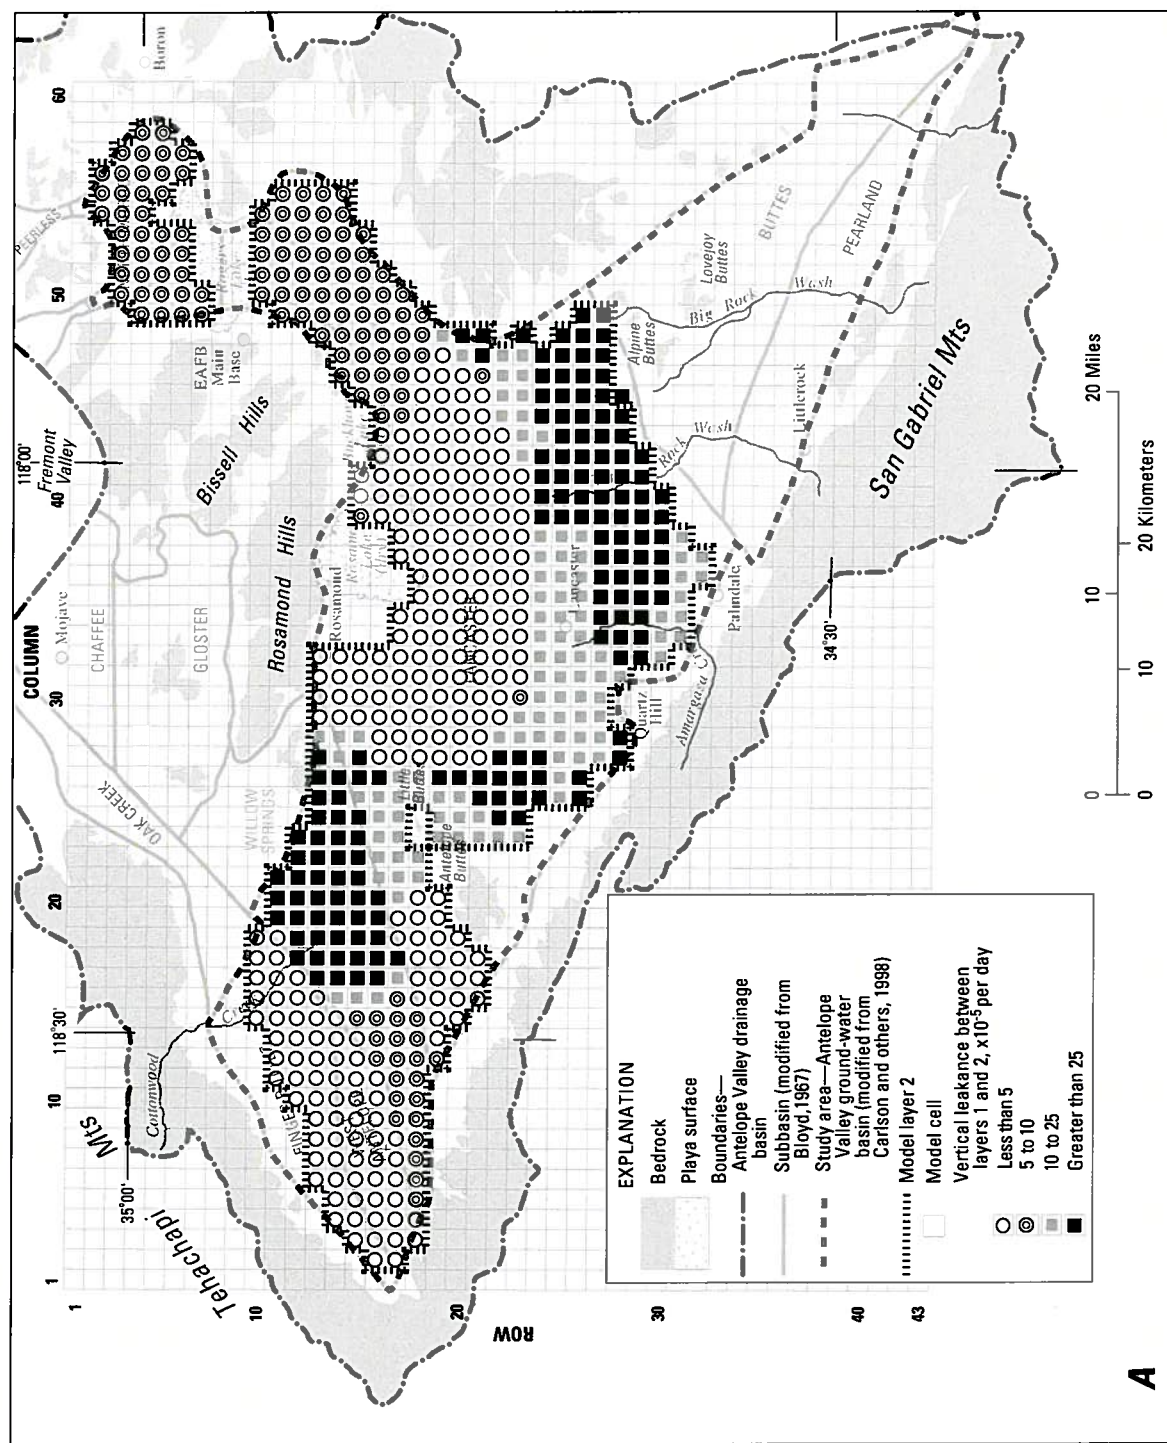 COLUMN
1
10
20
30
40
50
60
118°30'
118°00'
Fremont
Valley
Boron
PEERLESS
Mojave
CHAFFEE
GLOSTER
OAK CREEK
WILLOW
SPRINGS
Cottonwood
Creek
Tehachapi
Mts
35°00'
Rosamond Hills
Bissell Hills
EAFB
Main
Base
Rosamond
LANCASTER
Lancaster
Little
Buttes
Antelope
Buttes
Quartz
Hill
Amargasa Cr
Palmdale
Littlerock
Rock Wash
Big Rock Wash
Alpine
Buttes
Lovejoy
Buttes
BUTTES
PEARLAND
San Gabriel Mts
34°30'
ROW
1
10
20
30
40
43
EXPLANATION
Bedrock
Playa surface
Boundaries—
Antelope Valley drainage
basin
Subbasin (modified from
Bloyd,1967)
Study area—Antelope
Valley ground-water
basin (modified from
Carlson and others, 1998)
Model layer 2
Model cell
Vertical leakance between
layers 1 and 2, x10-5 per day
Less than 5
5 to 10
10 to 25
Greater than 25
0 10 20 Miles
0 10 20 Kilometers
A